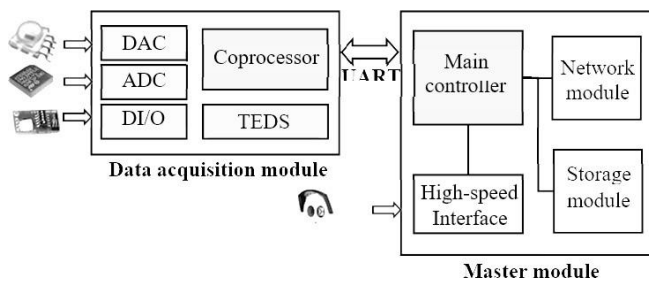 DAC
ADC
DI/O
Coprocessor
TEDS
Data acquisition module
UART
Main
controller
Network
module
Storage
module
High-speed
Interface
Master module